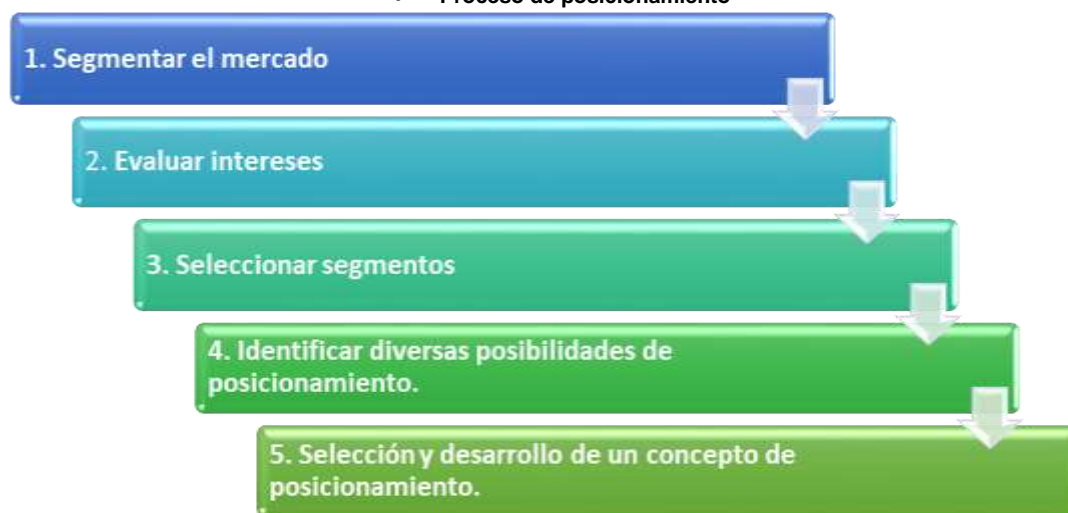 Proceso de posicionamiento
1. Segmentar el mercado
2. Evaluar intereses
3. Seleccionar segmentos
4. Identificar diversas posibilidades de
posicionamiento.
5. Selección y desarrollo de un concepto de
posicionamiento.